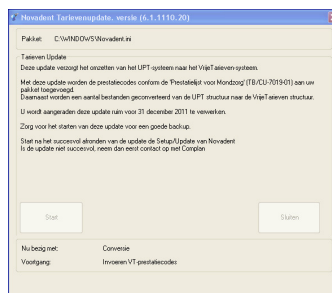 Novadent Tarievenupdate. versie (6.1.1110.20)
Pakket: C:\WINDOWS\Novadent.ini
Tarieven Update
Deze update verzorgt het omzetten van het UPT-systeem naar het VrijeTarieven-systeem.
Met deze update worden de prestatiecodes conform de 'Prestatielijst voor Mondzorg' (TB/CU-7019-01) aan uw
pakket toegevoegd.
Daarnaast worden een aantal bestanden geconverteerd van de UPT structuur naar de VrijeTarieven structuur.
U wordt aangeraden deze update ruim voor 31 december 2011 te verwerken.
Zorg voor het starten van deze update voor een goede backup.
Start na het succesvol afronden van de update de Setup/Update van Novadent
Is de update niet succesvol, neem dan eerst contact op met Complan
Start
Sluiten
Nu bezig met: Conversie
Voortgang: Invoeren VT-prestatiecodes